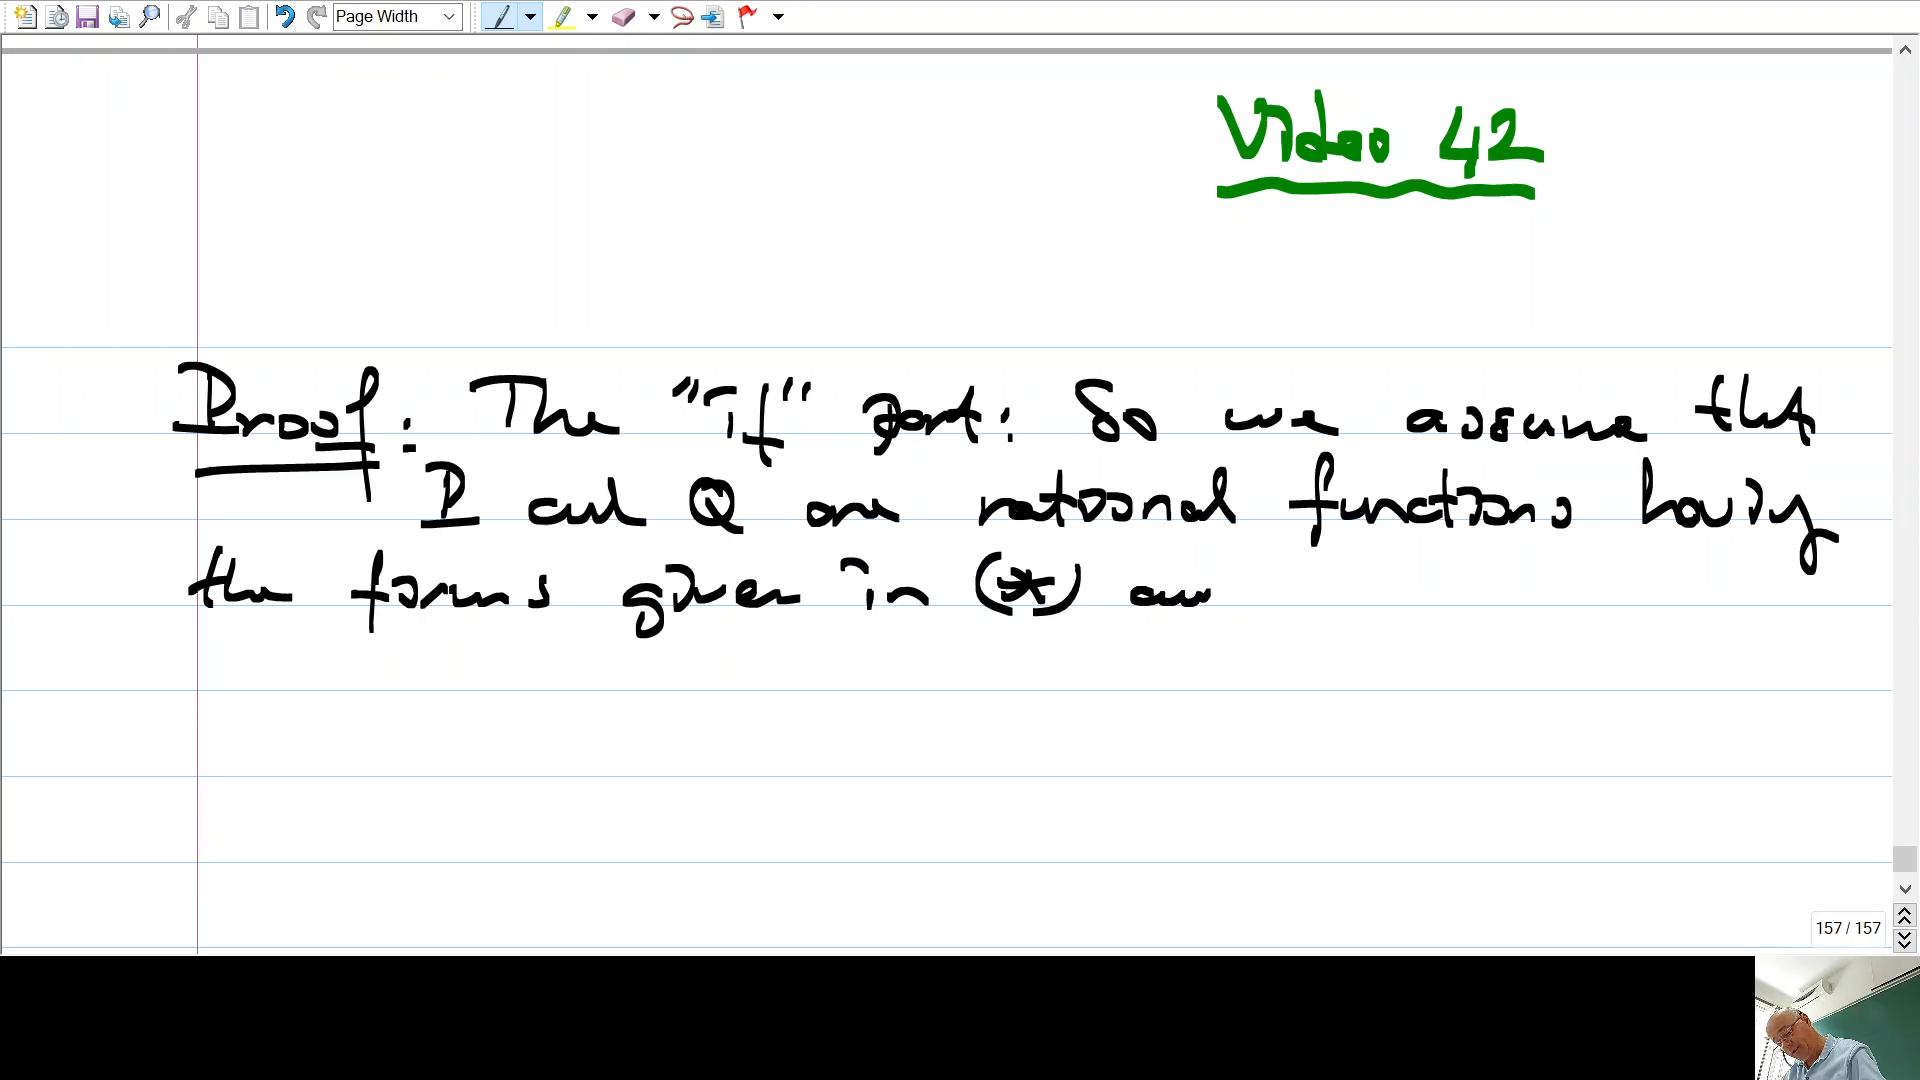 Page Width
Video 42
Proof: The "if" part: So we assume that
P and Q are rational functions having
the forms given in (*) an
157 / 157